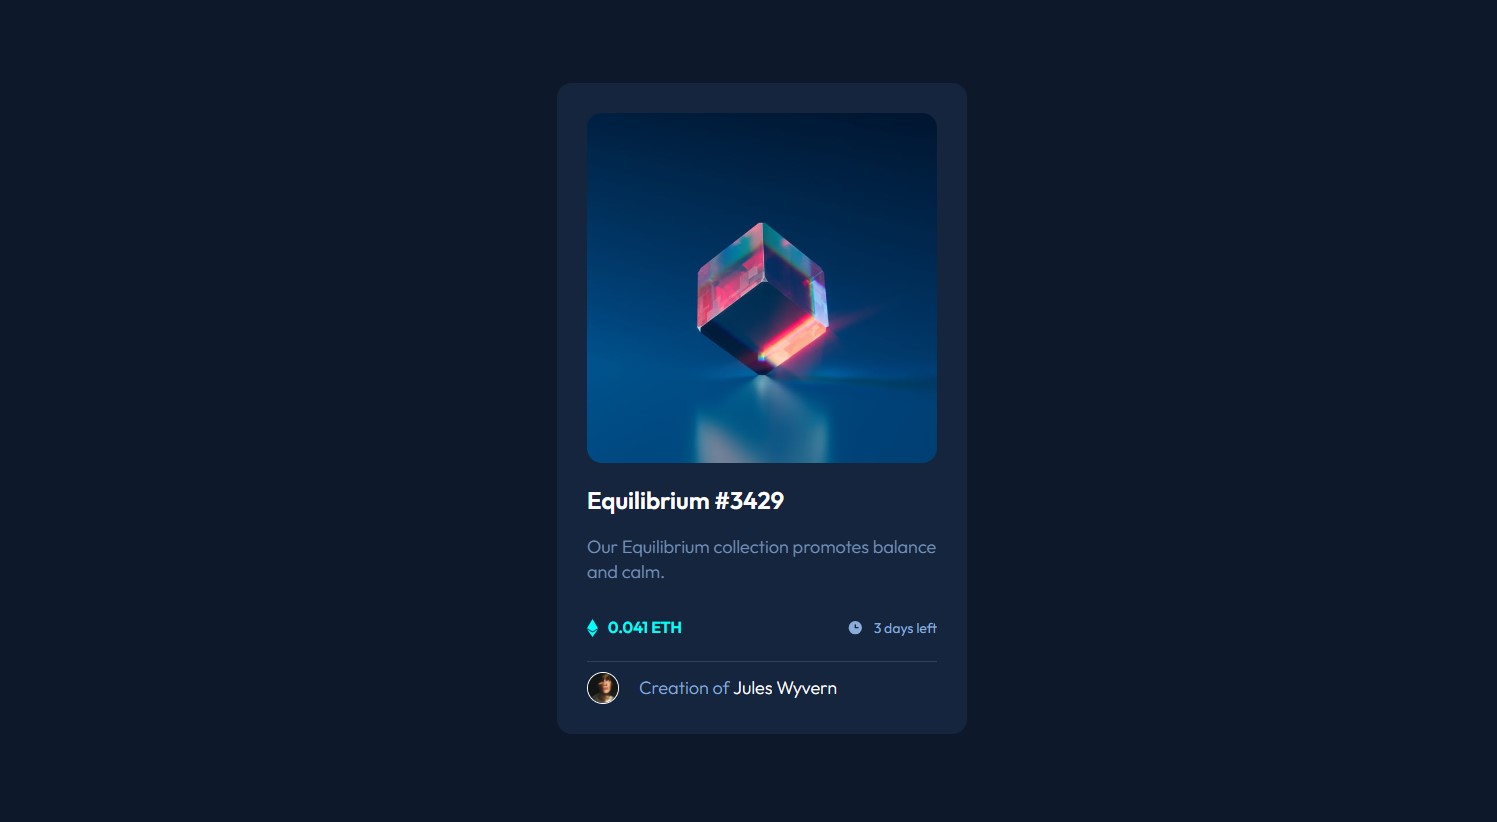 Equilibrium #3429
Our Equilibrium collection promotes balance
and calm.
0.041 ETH
3 days left
Creation of Jules Wyvern